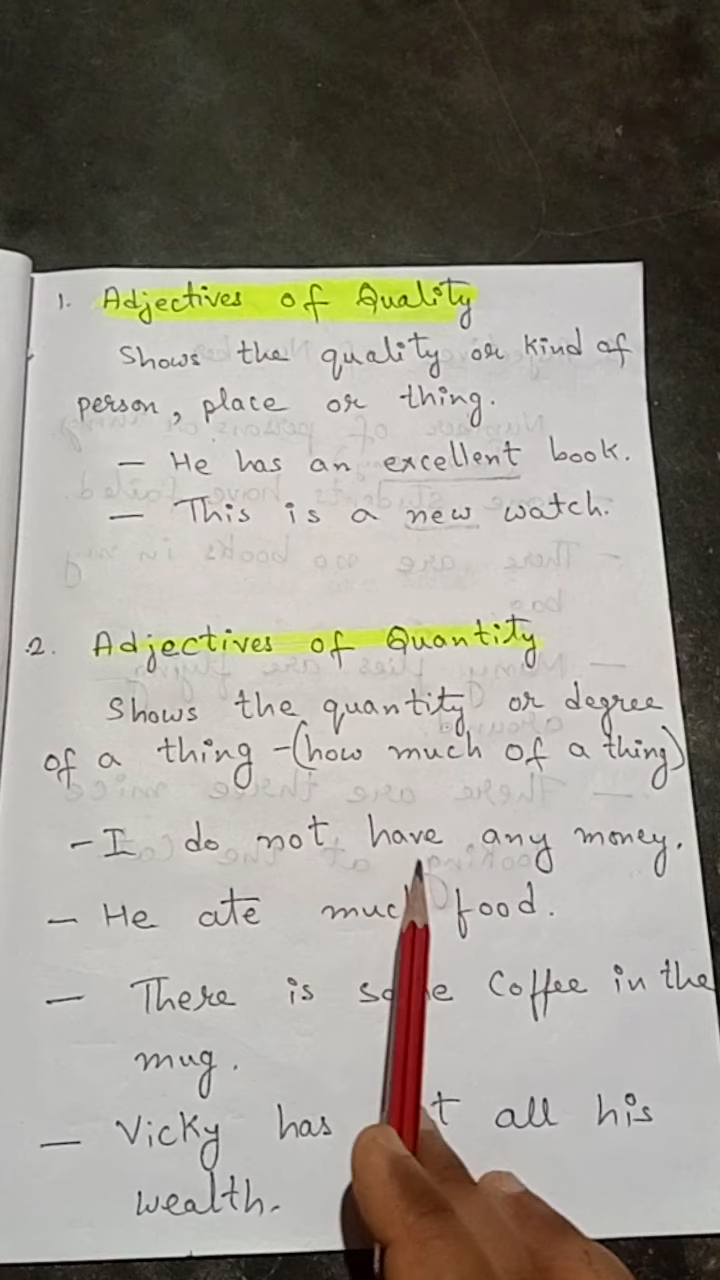 1. Adjectives of Quality
Shows the quality or kind of
person, place or thing.
- He has an excellent book.
- This is a new watch.
2. Adjectives of Quantity
Shows the quantity or degree
of a thing - (how much of a thing)
- I do not have any money.
- He ate much food.
- There is some Coffee in the
mug.
- Vicky has all his
wealth.